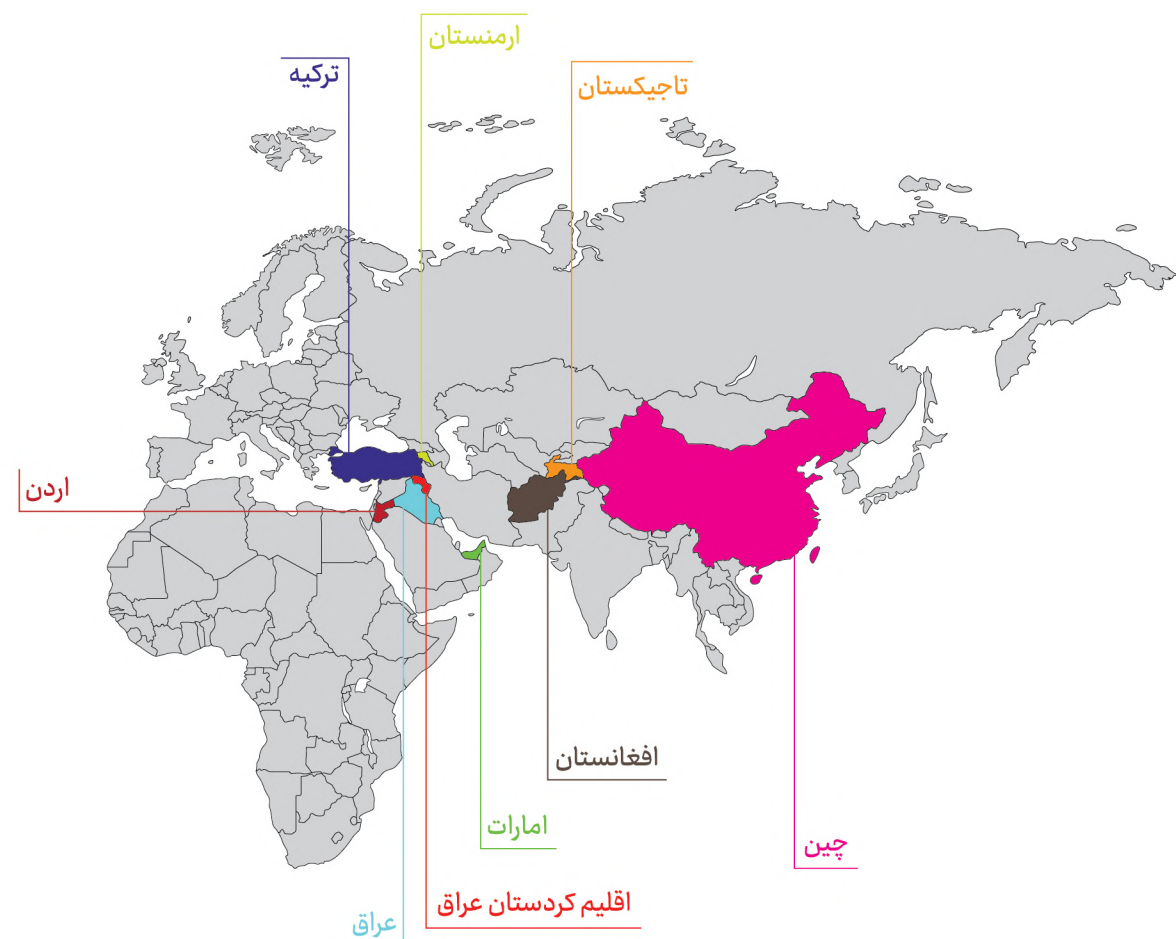 ارمنستان
ترکیه
تاجیکستان
اردن
افغانستان
امارات
چین
اقلیم کردستان عراق
عراق